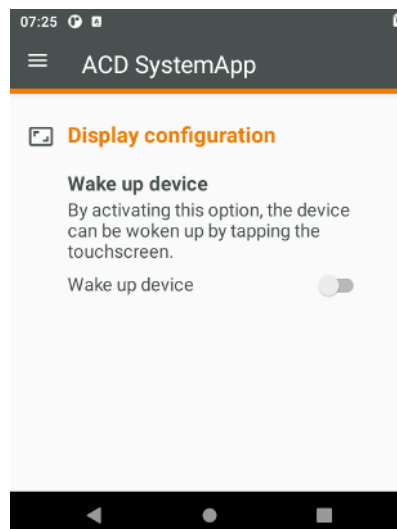 07:25
ACD SystemApp
Display configuration
Wake up device
By activating this option, the device
can be woken up by tapping the
touchscreen.
Wake up device